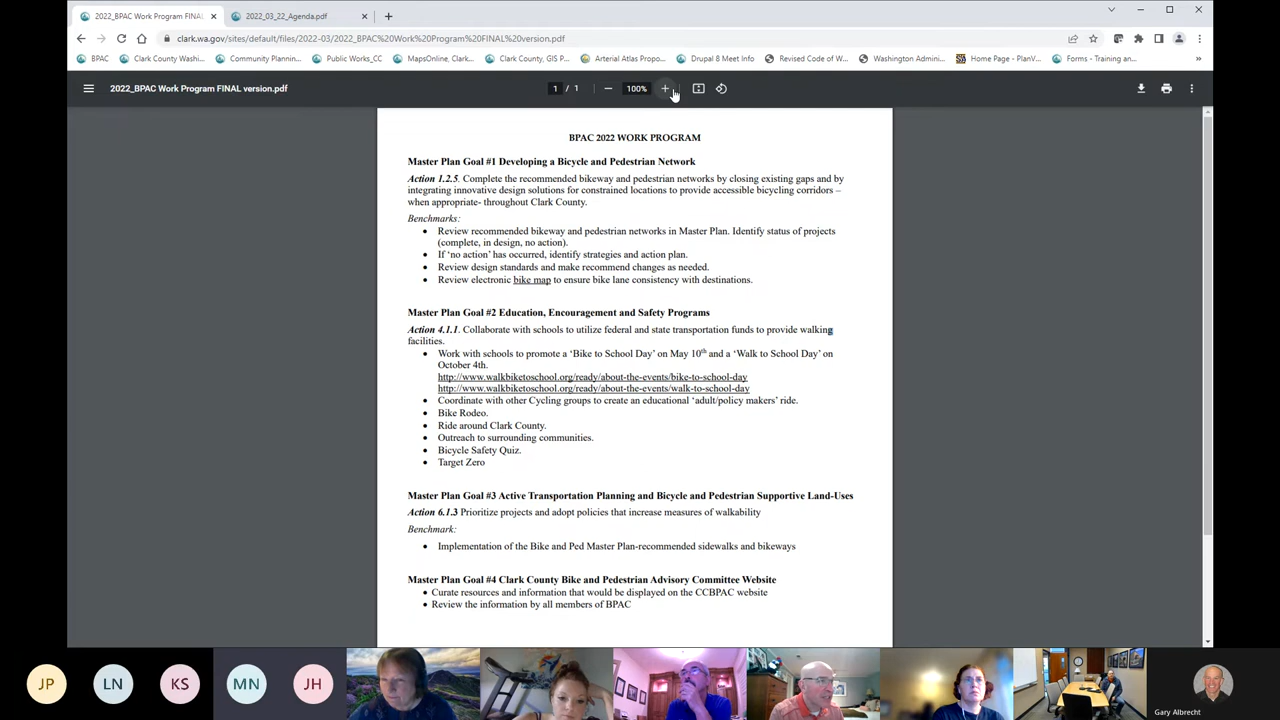 2022_BPAC Work Program FINAL
2022_03_22_Agenda.pdf
clark.wa.gov/sites/default/files/2022-03/2022_BPAC%20Work%20Program%20FINAL%20version.pdf
BPAC
Clark County Washi...
Community Plannin...
Public Works_CC
MapsOnline, Clark...
Clark County, GIS P...
Arterial Atlas Propo...
Drupal 8 Meet Info
Revised Code of W...
Washington Admini...
Home Page - PlanV...
Forms - Training an...
»
2022_BPAC Work Program FINAL version.pdf
1 / 1
100%
BPAC 2022 WORK PROGRAM
Master Plan Goal #1 Developing a Bicycle and Pedestrian Network
Action 1.2.5. Complete the recommended bikeway and pedestrian networks by closing existing gaps and by
integrating innovative design solutions for constrained locations to provide accessible bicycling corridors –
when appropriate- throughout Clark County.
Benchmarks:
• Review recommended bikeway and pedestrian networks in Master Plan. Identify status of projects
(complete, in design, no action).
• If ‘no action’ has occurred, identify strategies and action plan.
• Review design standards and make recommend changes as needed.
• Review electronic bike map to ensure bike lane consistency with destinations.
Master Plan Goal #2 Education, Encouragement and Safety Programs
Action 4.1.1. Collaborate with schools to utilize federal and state transportation funds to provide walking
facilities.
• Work with schools to promote a ‘Bike to School Day’ on May 10th and a ‘Walk to School Day’ on
October 4th.
http://www.walkbiketoschool.org/ready/about-the-events/bike-to-school-day
http://www.walkbiketoschool.org/ready/about-the-events/walk-to-school-day
• Coordinate with other Cycling groups to create an educational ‘adult/policy makers’ ride.
• Bike Rodeo.
• Ride around Clark County.
• Outreach to surrounding communities.
• Bicycle Safety Quiz.
• Target Zero
Master Plan Goal #3 Active Transportation Planning and Bicycle and Pedestrian Supportive Land-Uses
Action 6.1.3 Prioritize projects and adopt policies that increase measures of walkability
Benchmark:
• Implementation of the Bike and Ped Master Plan-recommended sidewalks and bikeways
Master Plan Goal #4 Clark County Bike and Pedestrian Advisory Committee Website
• Curate resources and information that would be displayed on the CCBPAC website
• Review the information by all members of BPAC
JP
LN
KS
MN
JH
Gary Albrecht